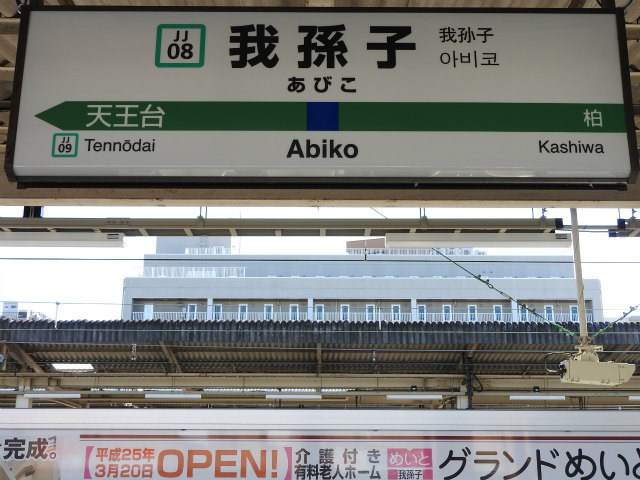 JJ
08
我孫子
我孙子
아비코
あびこ
天王台
柏
JJ
09
Tennōdai
Abiko
Kashiwa
完成。
【平成25年
3月20日
OPEN!】
介護付き
有料老人ホーム
めいと
我孫子
グランドめいと